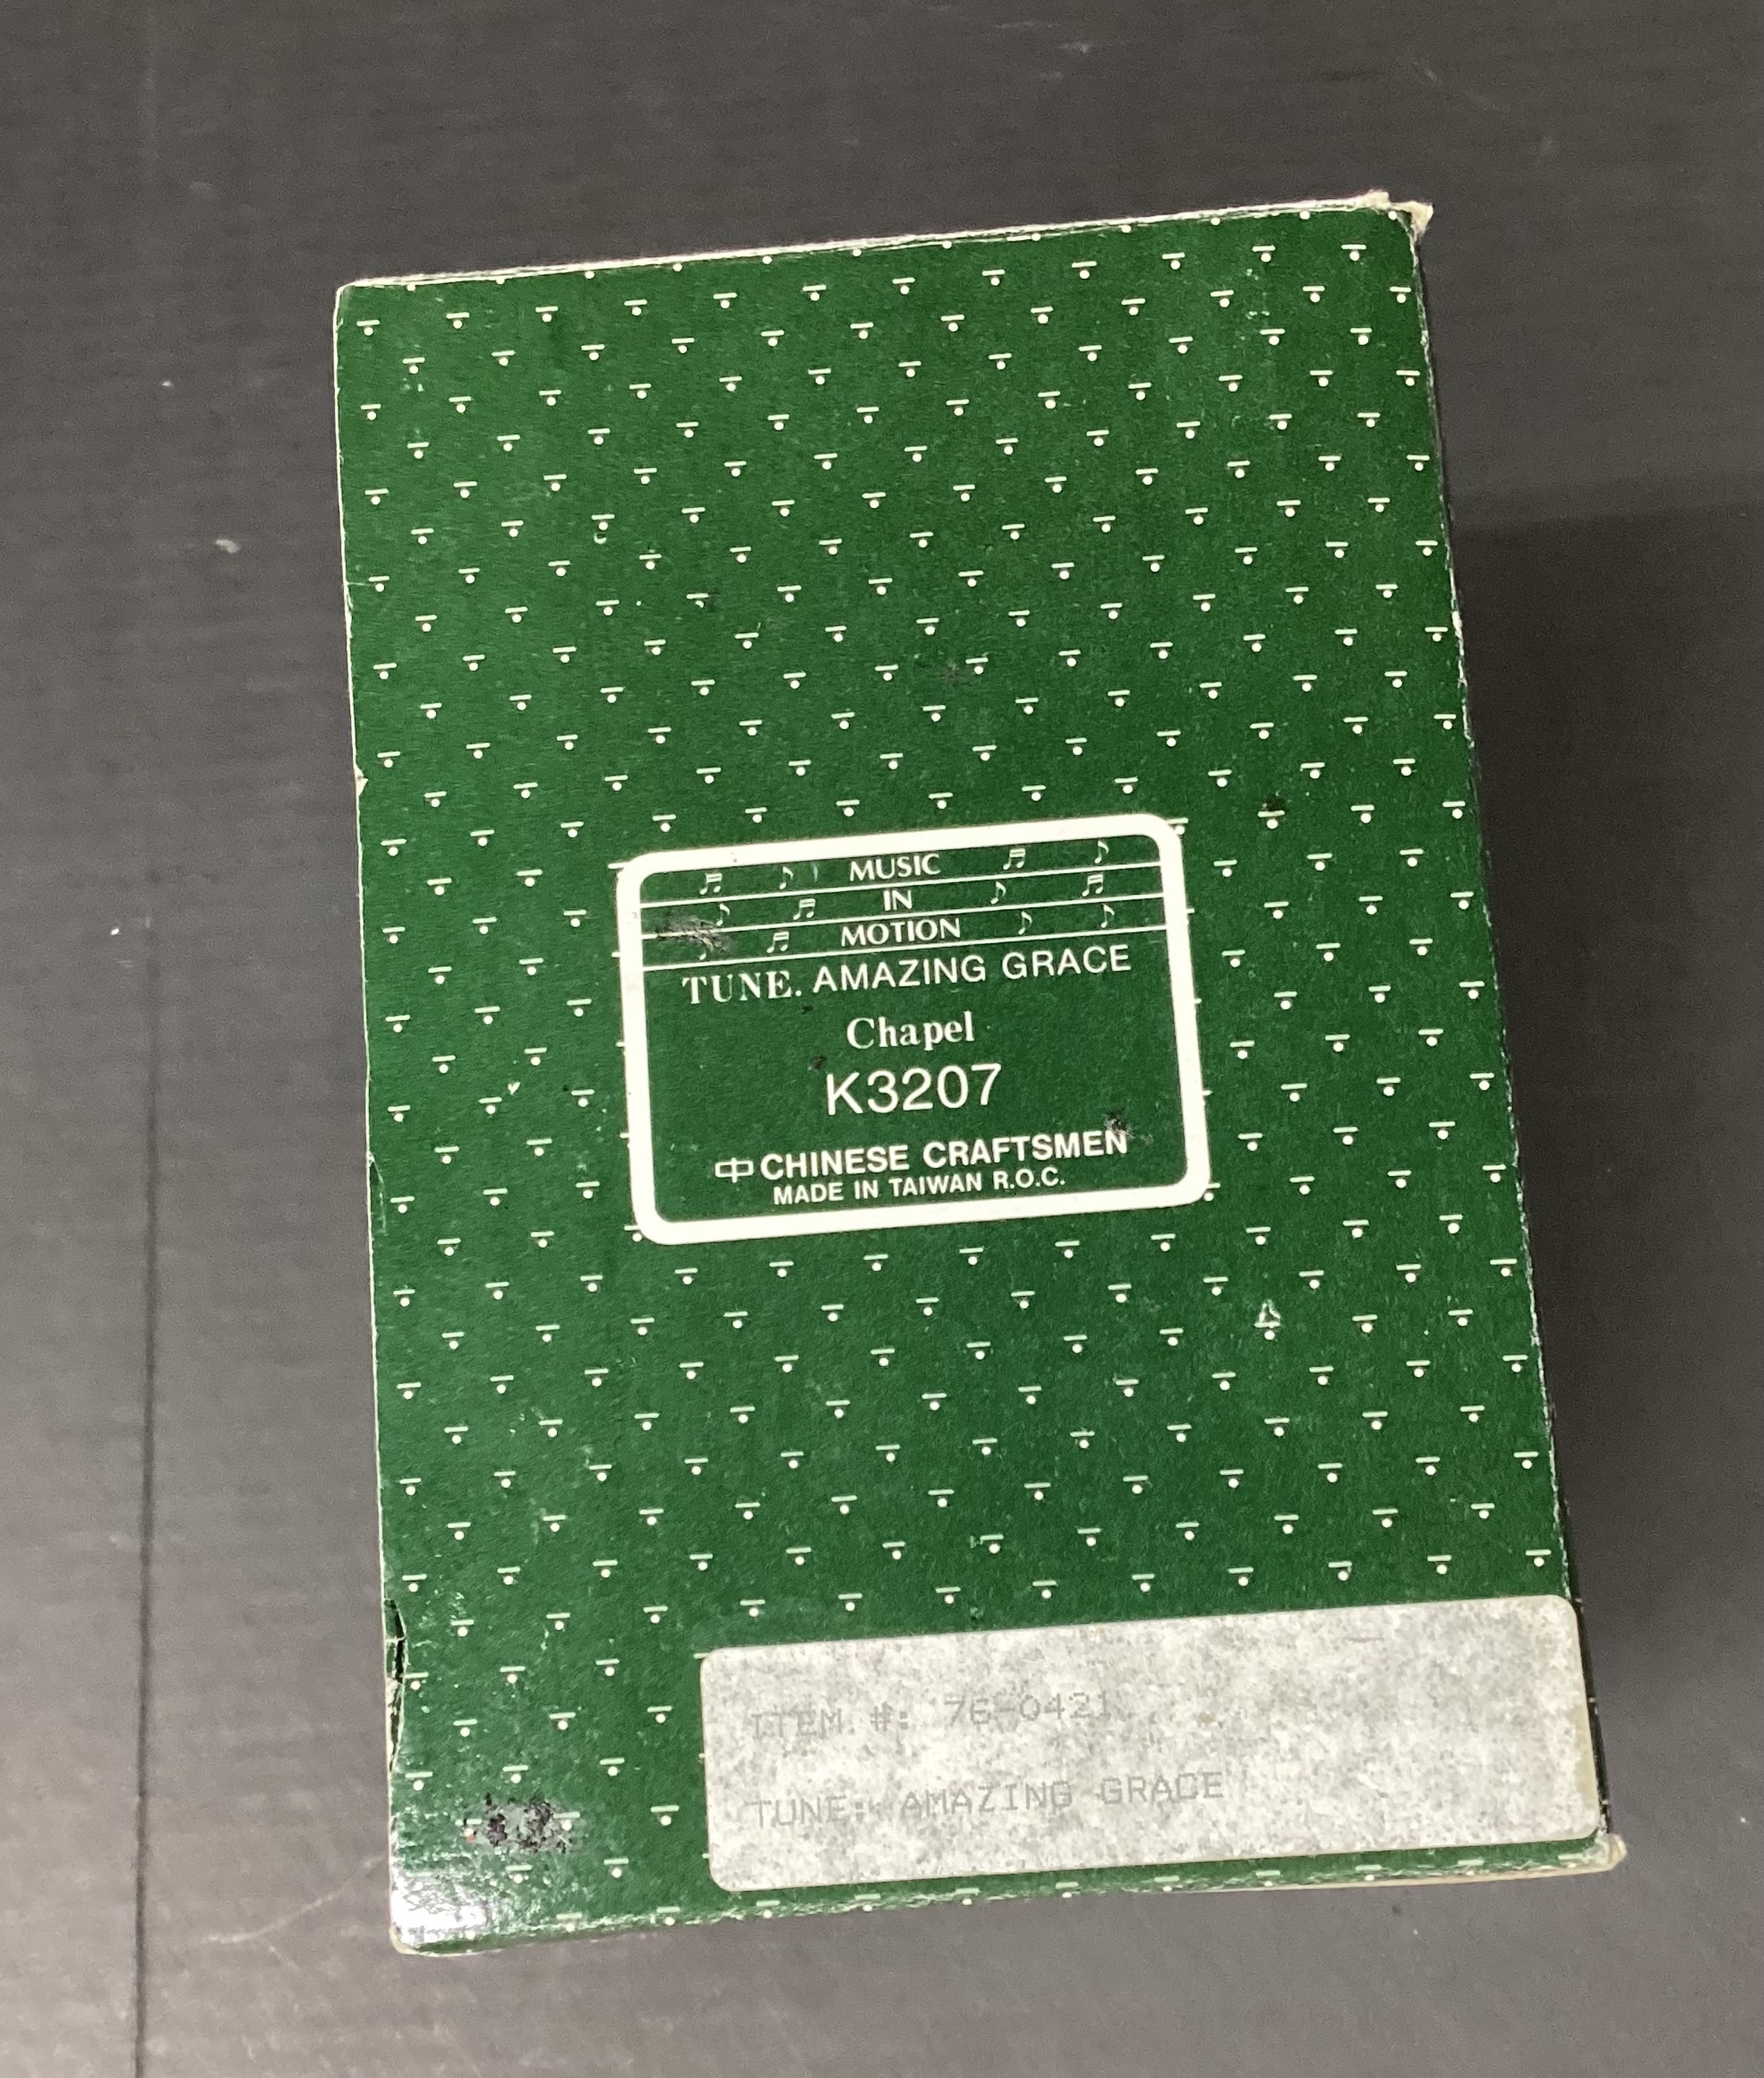 MUSIC
IN
MOTION
TUNE. AMAZING GRACE
Chapel
K3207
中 CHINESE CRAFTSMEN
MADE IN TAIWAN R.O.C.
ITEM #: 76-0421
TUNE: AMAZING GRACE